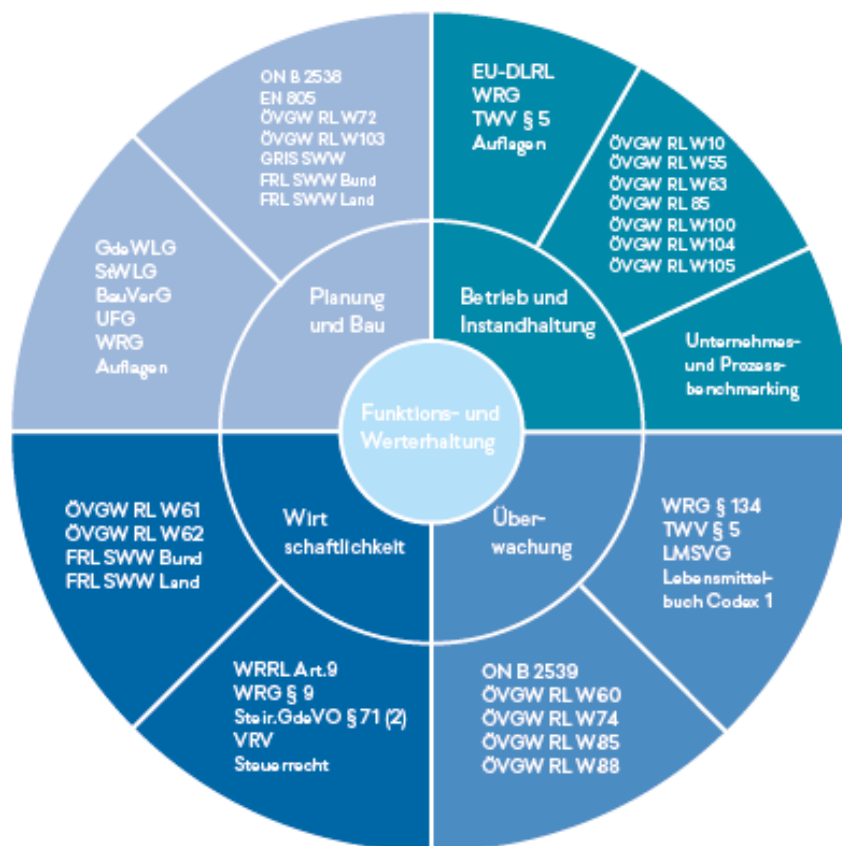 ON B 2538
EN 805
ÖVGW RL W72
ÖVGW RL W103
GRIS SWW
FRL SWW Bund
FRL SWW Land
EU-DLRL
WRG
TWV § 5
Auflagen
ÖVGW RL W10
ÖVGW RL W55
ÖVGW RL W63
ÖVGW RL 85
ÖVGW RL W100
ÖVGW RL W104
ÖVGW RL W105
GdeWLG
StWLG
BauVerG
UFG
WRG
Auflagen
Planung
und Bau
Betrieb und
Instandhaltung
Unternehmes-
und Prozess-
benchmarking
Funktions- und
Werterhaltung
ÖVGW RL W61
ÖVGW RL W62
FRL SWW Bund
FRL SWW Land
Wirt
schaftlichkeit
Über-
wachung
WRG § 134
TWV § 5
LMSVG
Lebensmittel-
buch Codex 1
WRRL Art.9
WRG § 9
Steir.GdeVO § 71 (2)
VRV
Steuerrecht
ON B 2539
ÖVGW RL W60
ÖVGW RL W74
ÖVGW RL W85
ÖVGW RL W88